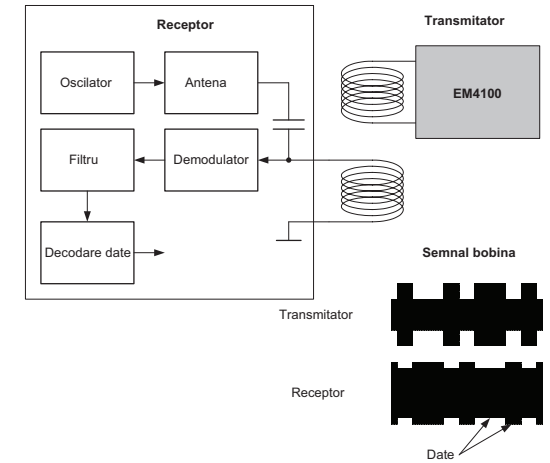 Receptor
Transmitator
Oscilator
Antena
EM4100
Filtru
Demodulator
Decodare date
Semnal bobina
Transmitator
Receptor
Date